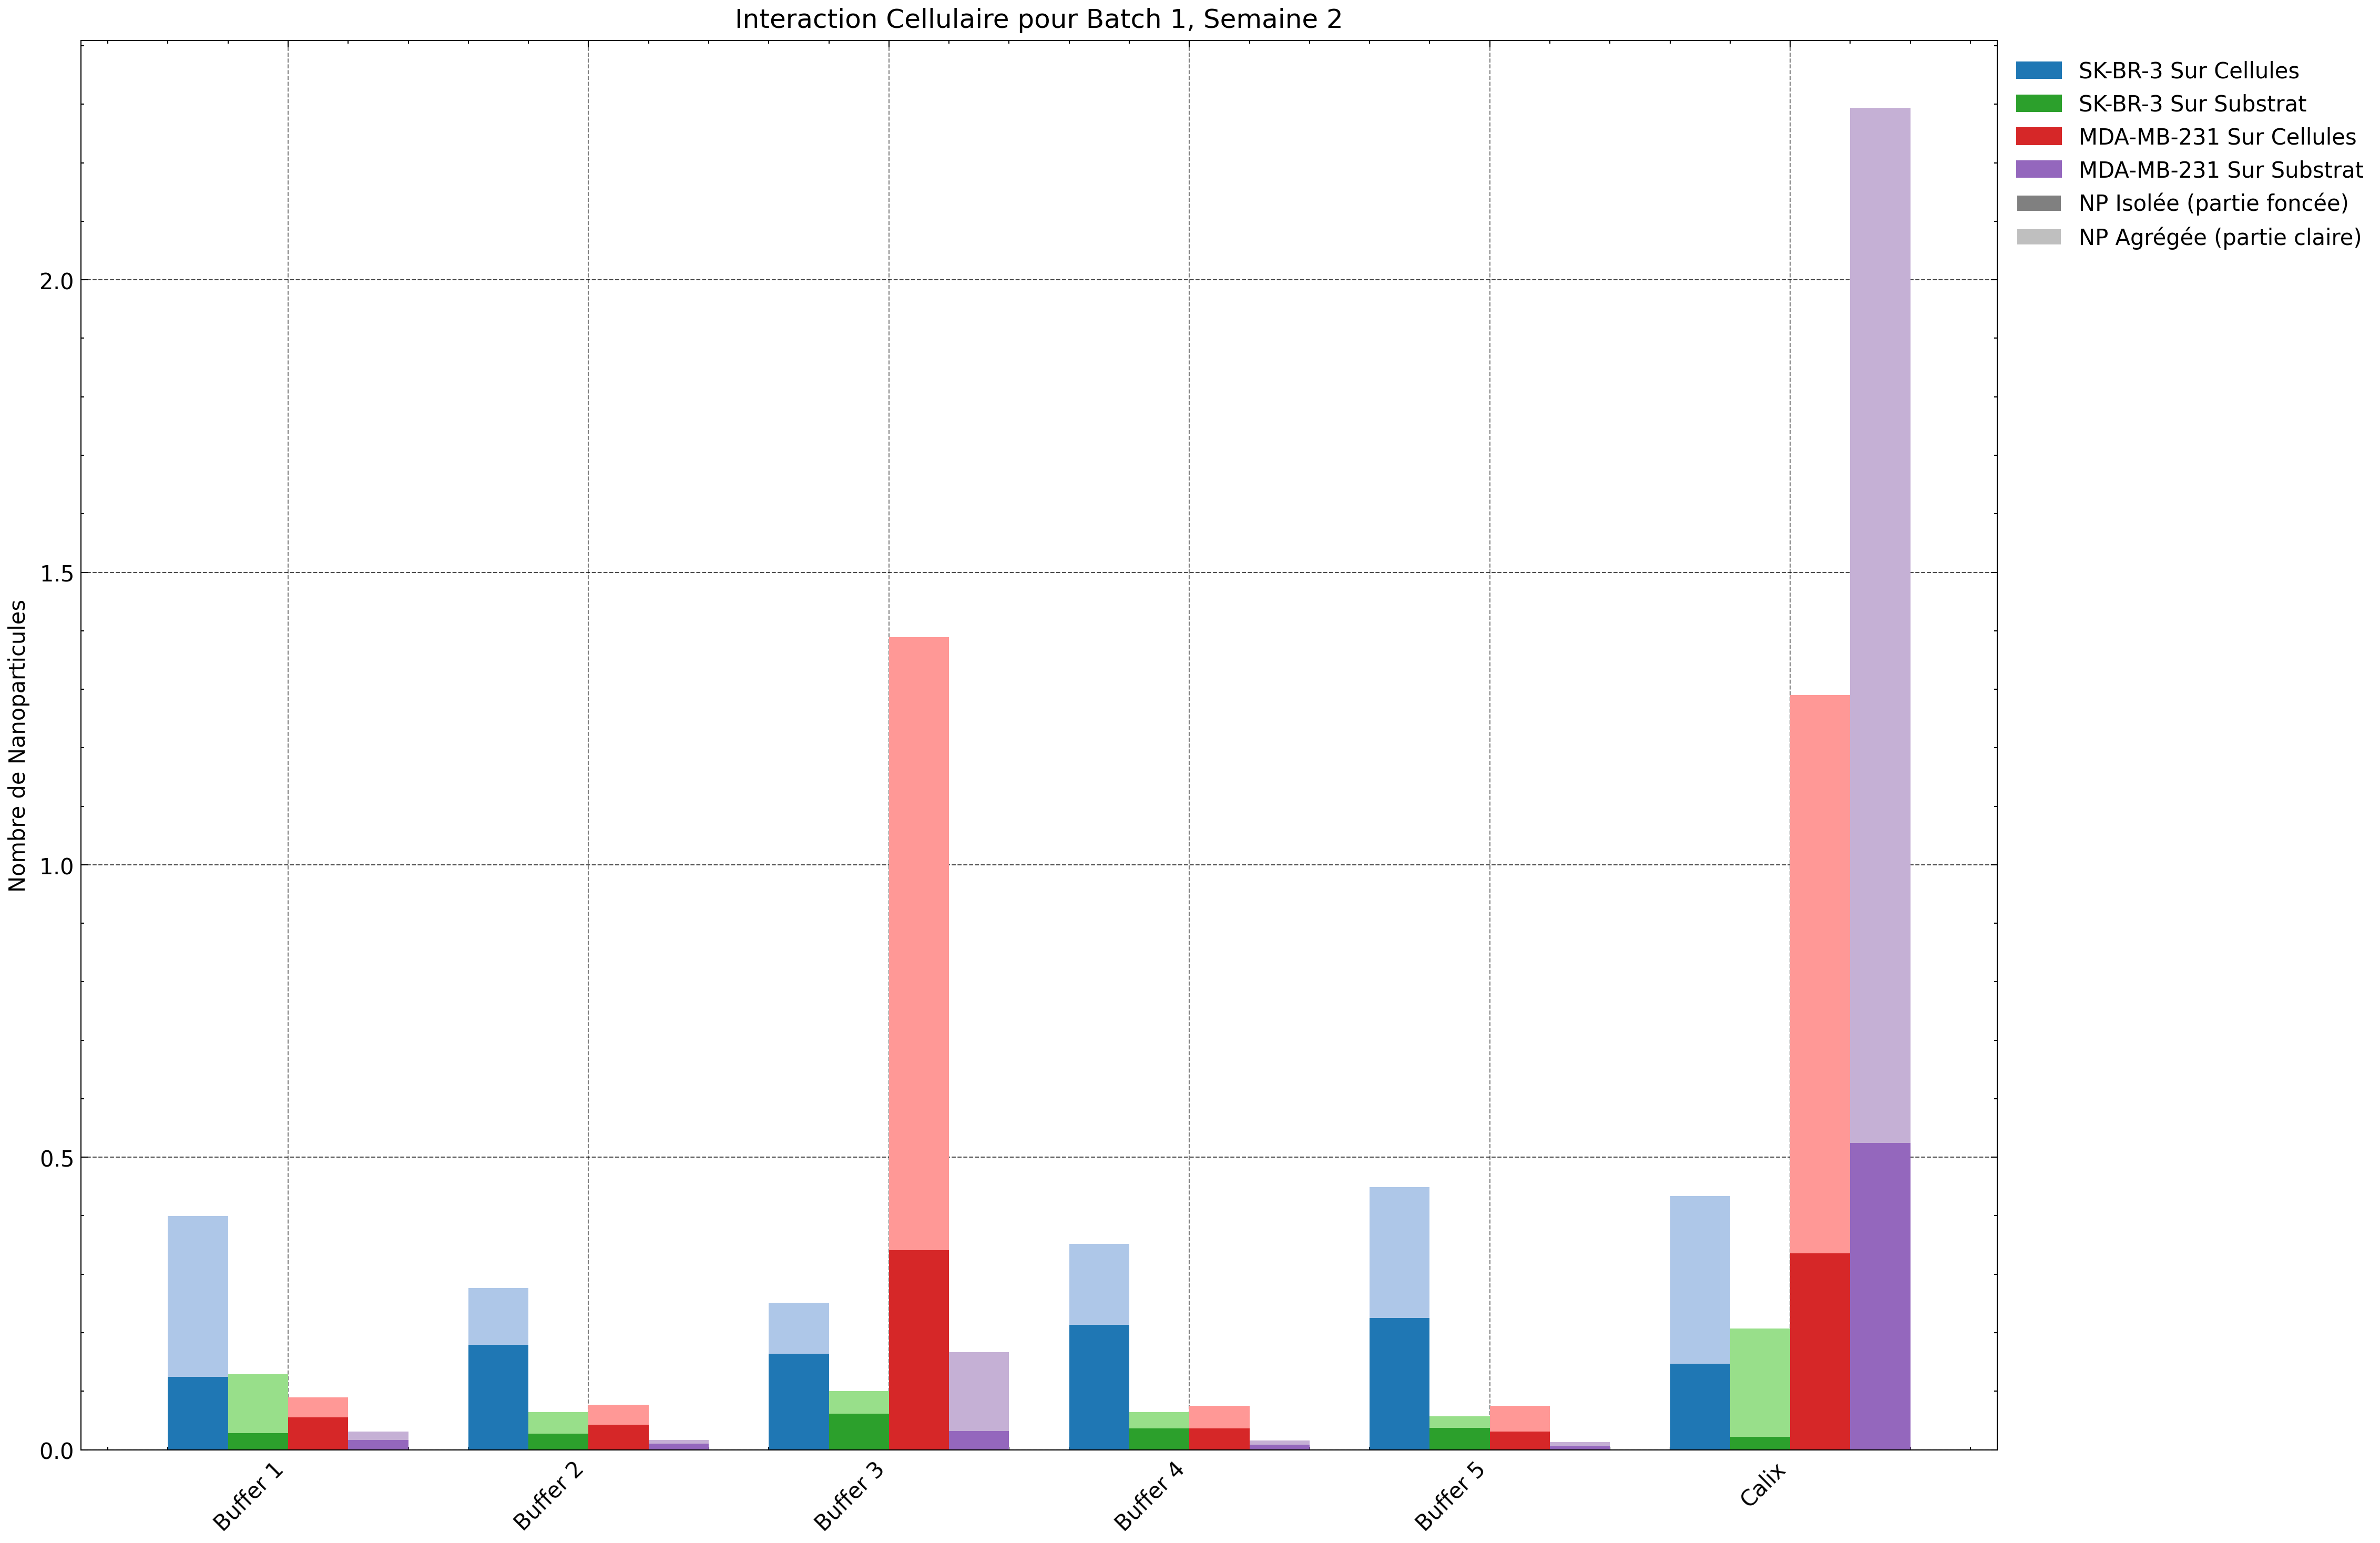 Interaction Cellulaire pour Batch 1, Semaine 2
SK-BR-3 Sur Cellules
SK-BR-3 Sur Substrat
MDA-MB-231 Sur Cellules
MDA-MB-231 Sur Substrat
NP Isolée (partie foncée)
NP Agrégée (partie claire)
Nombre de Nanoparticules
2.0
1.5
1.0
0.5
0.0
Buffer 1
Buffer 2
Buffer 3
Buffer 4
Buffer 5
Calix